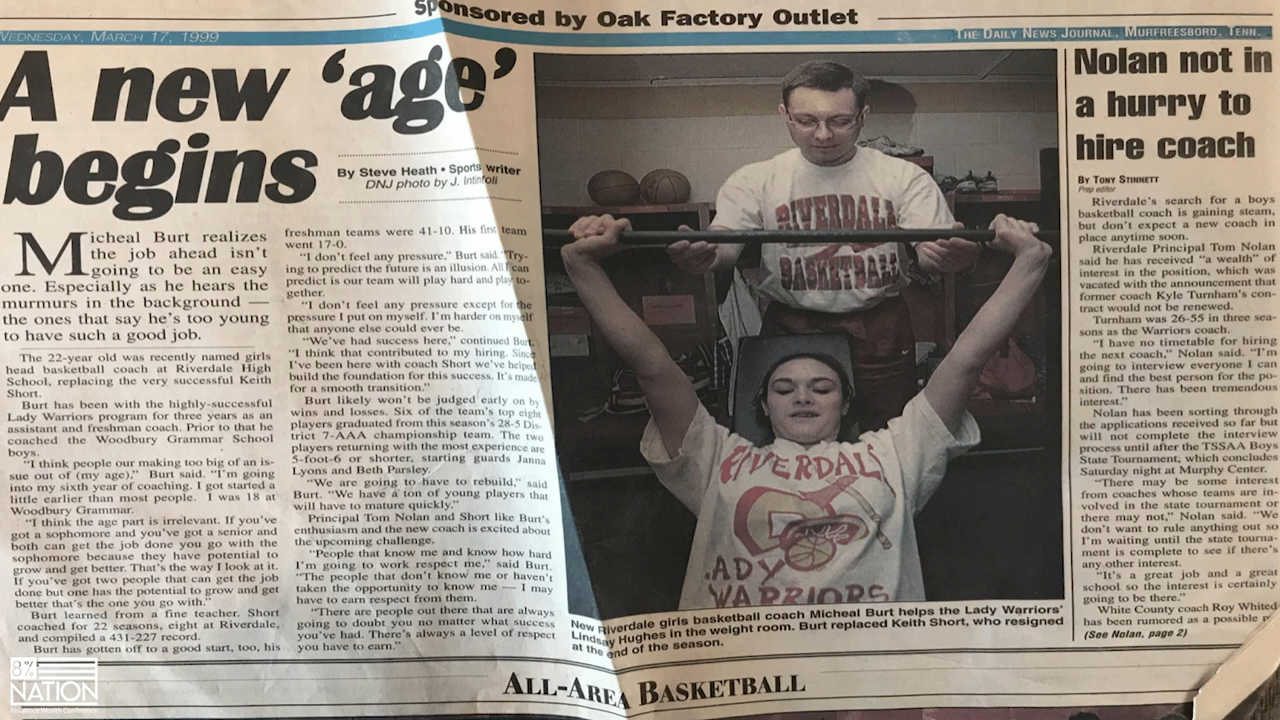 sponsored by Oak Factory Outlet
WEDNESDAY, MARCH 17, 1999
THE DAILY NEWS JOURNAL, MURFREESBORO, TENN.
A new ‘age’
begins
By Steve Heath • Sports writer
DNJ photo by J. Intintoli
Micheal Burt realizes
the job ahead isn't
going to be an easy
one. Especially as he hears the
murmurs in the background —
the ones that say he's too young
to have such a good job.
The 22-year old was recently named girls
head basketball coach at Riverdale High
School, replacing the very successful Keith
Short.
Burt has been with the highly-successful
Lady Warriors program for three years as an
assistant and freshman coach. Prior to that he
coached the Woodbury Grammar School
boys.
"I think people our making too big of an is-
sue out of (my age)," Burt said. "I'm going
into my sixth year of coaching. I got started a
little earlier than most people. I was 18 at
Woodbury Grammar.
"I think the age part is irrelevant. If you've
got a sophomore and you've got a senior and
both can get the job done you go with the
sophomore because they have potential to
grow and get better. That's the way I look at it.
If you've got two people that can get the job
done but one has the potential to grow and get
better that's the one you go with."
Burt learned from a fine teacher. Short
coached for 22 seasons, eight at Riverdale,
and compiled a 431-227 record.
Burt has gotten off to a good start, too, his
freshman teams were 41-10. His first team
went 17-0.
"I don't feel any pressure," Burt said. "Try-
ing to predict the future is an illusion. All I can
predict is our team will play hard and play to-
gether.
"I don't feel any pressure except for the
pressure I put on myself. I'm harder on myself
that anyone else could ever be.
"We've had success here," continued Burt.
"I think that contributed to my hiring. Since
I've been here with coach Short we've helped
build the foundation for this success. It's made
for a smooth transition."
Burt likely won't be judged early on by
wins and losses. Six of the team's top eight
players graduated from this season's 28-5 Dis-
trict 7-AAA championship team. The two
players returning with the most experience are
5-foot-6 or shorter, starting guards Janna
Lyons and Beth Parsley.
"We are going to have to rebuild," said
Burt. "We have a ton of young players that
will have to mature quickly."
Principal Tom Nolan and Short like Burt's
enthusiasm and the new coach is excited about
the upcoming challenge.
"People that know me and know how hard
I'm going to work respect me," said Burt.
"The people that don't know me or haven't
taken the opportunity to know me — I may
have to earn respect from them.
"There are people out there that are always
going to doubt you no matter what success
you've had. There's always a level of respect
you have to earn."
RIVERDALE
BASKETBALL
RIVERDAL
LADY
WARRIORS
New Riverdale girls basketball coach Micheal Burt helps the Lady Warriors'
Lindsay Hughes in the weight room. Burt replaced Keith Short, who resigned
at the end of the season.
Nolan not in
a hurry to
hire coach
BY TONY STINNETT
Prep editor
Riverdale's search for a boys
basketball coach is gaining steam,
but don't expect a new coach in
place anytime soon.
Riverdale Principal Tom Nolan
said he has received "a wealth" of
interest in the position, which was
vacated with the announcement that
former coach Kyle Turnham's con-
tract would not be renewed.
Turnham was 26-55 in three sea-
sons as the Warriors coach.
"I have no timetable for hiring
the next coach," Nolan said. "I'm
going to interview everyone I can
and find the best person for the po-
sition. There has been tremendous
interest."
Nolan has been sorting through
the applications received so far but
will not complete the interview
process until after the TSSAA Boys
State Tournament, which concludes
Saturday night at Murphy Center.
"There may be some interest
from coaches whose teams are in-
volved in the state tournament or
there may not," Nolan said. "We
don't want to rule anything out so
I'm waiting until the state tourna-
ment is complete to see if there's
any other interest.
"It's a great job and a great
school so the interest is certainly
going to be there."
White County coach Roy Whited
has been rumored as a possible
(See Nolan, page 2)
ALL-AREA BASKETBALL
8%
NATION
Insurance Wealth Conference